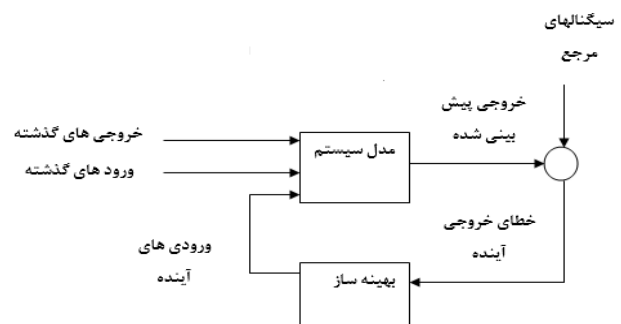 سیگنالهای
مرجع
خروجی پیش
بینی شده
خروجی های گذشته
مدل سیستم
ورود های گذشته
خطای خروجی
آینده
ورودی های
آینده
بهینه ساز